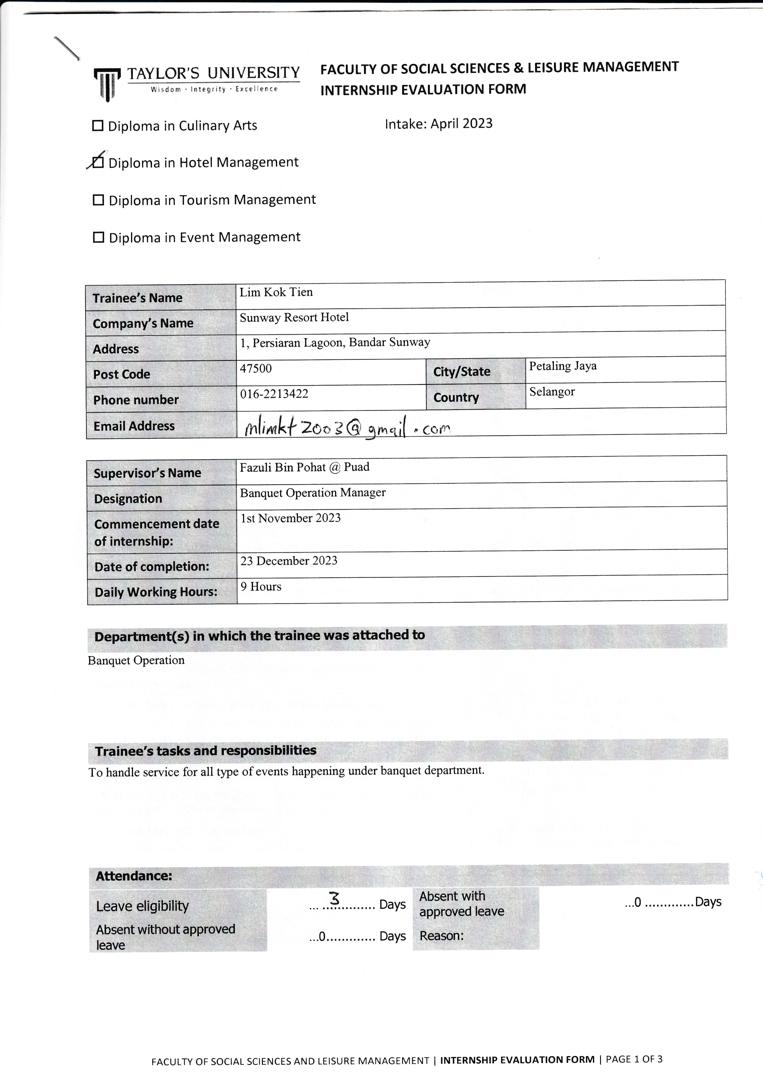 TAYLOR'S UNIVERSITY
Wisdom · Integrity · Excellence
FACULTY OF SOCIAL SCIENCES & LEISURE MANAGEMENT
INTERNSHIP EVALUATION FORM
Diploma in Culinary Arts
Intake: April 2023
Diploma in Hotel Management
Diploma in Tourism Management
Diploma in Event Management
Trainee's Name Lim Kok Tien
Company's Name Sunway Resort Hotel
Address 1, Persiaran Lagoon, Bandar Sunway
Post Code 47500 City/State Petaling Jaya
Phone number 016-2213422 Country Selangor
Email Address mlimkt2003@gmail.com
Supervisor's Name Fazuli Bin Pohat @ Puad
Designation Banquet Operation Manager
Commencement date of internship: 1st November 2023
Date of completion: 23 December 2023
Daily Working Hours: 9 Hours
Department(s) in which the trainee was attached to
Banquet Operation
Trainee's tasks and responsibilities
To handle service for all type of events happening under banquet department.
Attendance:
Leave eligibility ... 3 ............ Days Absent with approved leave ...0 .............Days
Absent without approved leave ...0............. Days Reason:
FACULTY OF SOCIAL SCIENCES AND LEISURE MANAGEMENT | INTERNSHIP EVALUATION FORM | PAGE 1 OF 3